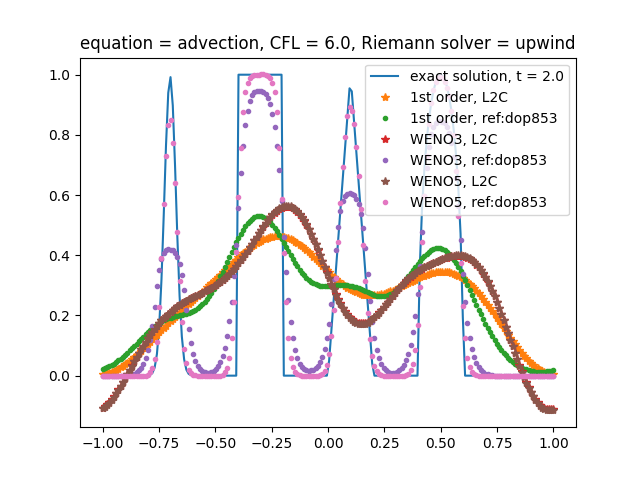 equation = advection, CFL = 6.0, Riemann solver = upwind
1.0
0.8
0.6
0.4
0.2
0.0
exact solution, t = 2.0
1st order, L2C
1st order, ref:dop853
WENO3, L2C
WENO3, ref:dop853
WENO5, L2C
WENO5, ref:dop853
−1.00 −0.75 −0.50 −0.25 0.00 0.25 0.50 0.75 1.00